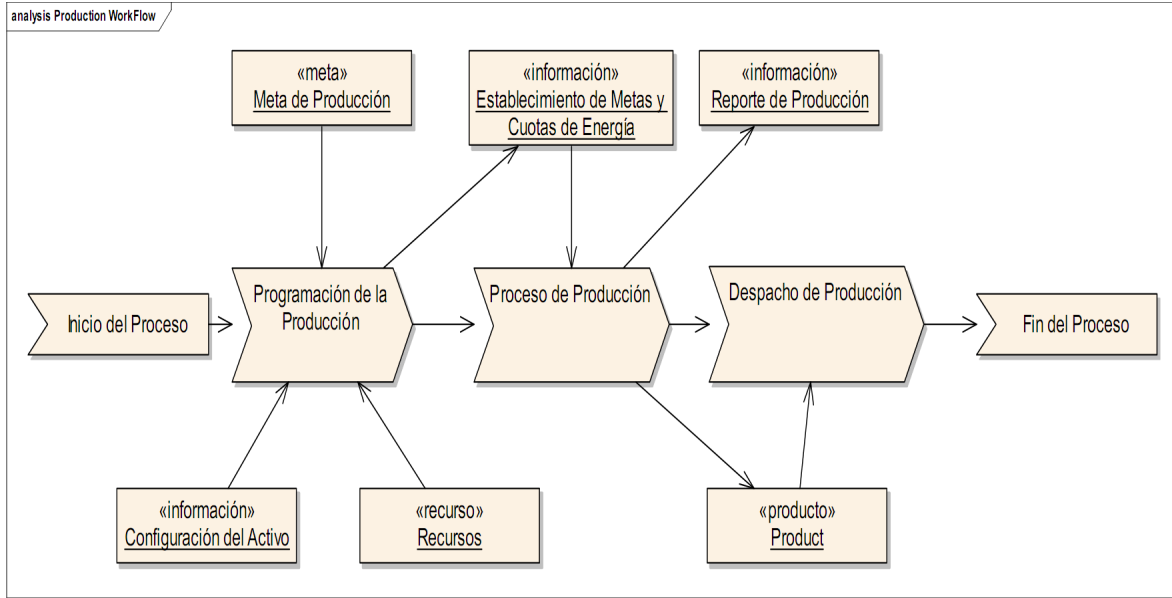 analysis Production WorkFlow
«meta»
Meta de Producción
«información»
Establecimiento de Metas y
Cuotas de Energía
«información»
Reporte de Producción
Inicio del Proceso
Programación de la
Producción
Proceso de Producción
Despacho de Producción
Fin del Proceso
«información»
Configuración del Activo
«recurso»
Recursos
«producto»
Product